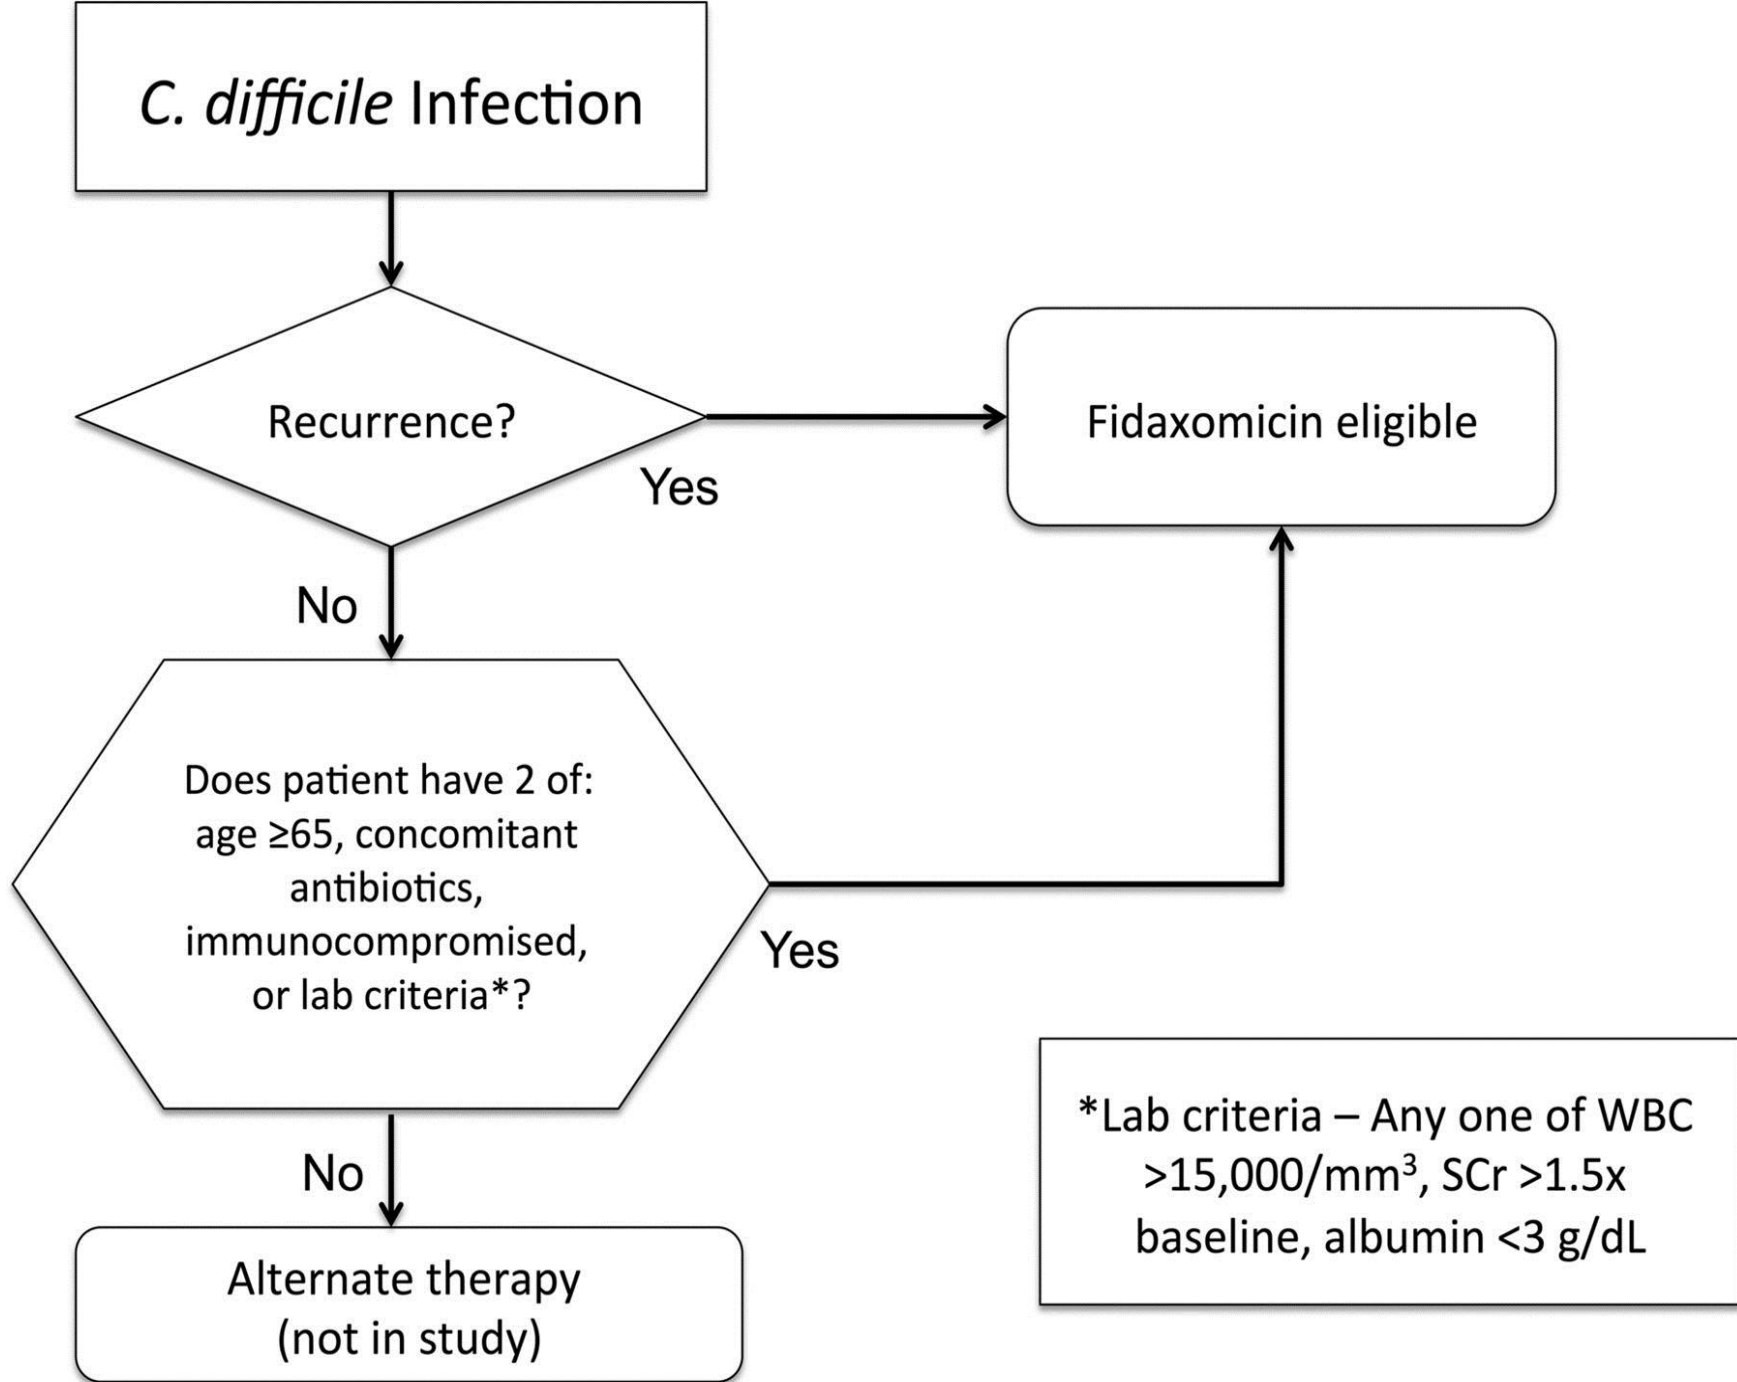 C. difficile Infection
Recurrence?
Yes
Fidaxomicin eligible
No
Does patient have 2 of:
age ≥65, concomitant
antibiotics,
immunocompromised,
or lab criteria*?
Yes
No
Alternate therapy
(not in study)
*Lab criteria – Any one of WBC
>15,000/mm³, SCr >1.5x
baseline, albumin <3 g/dL